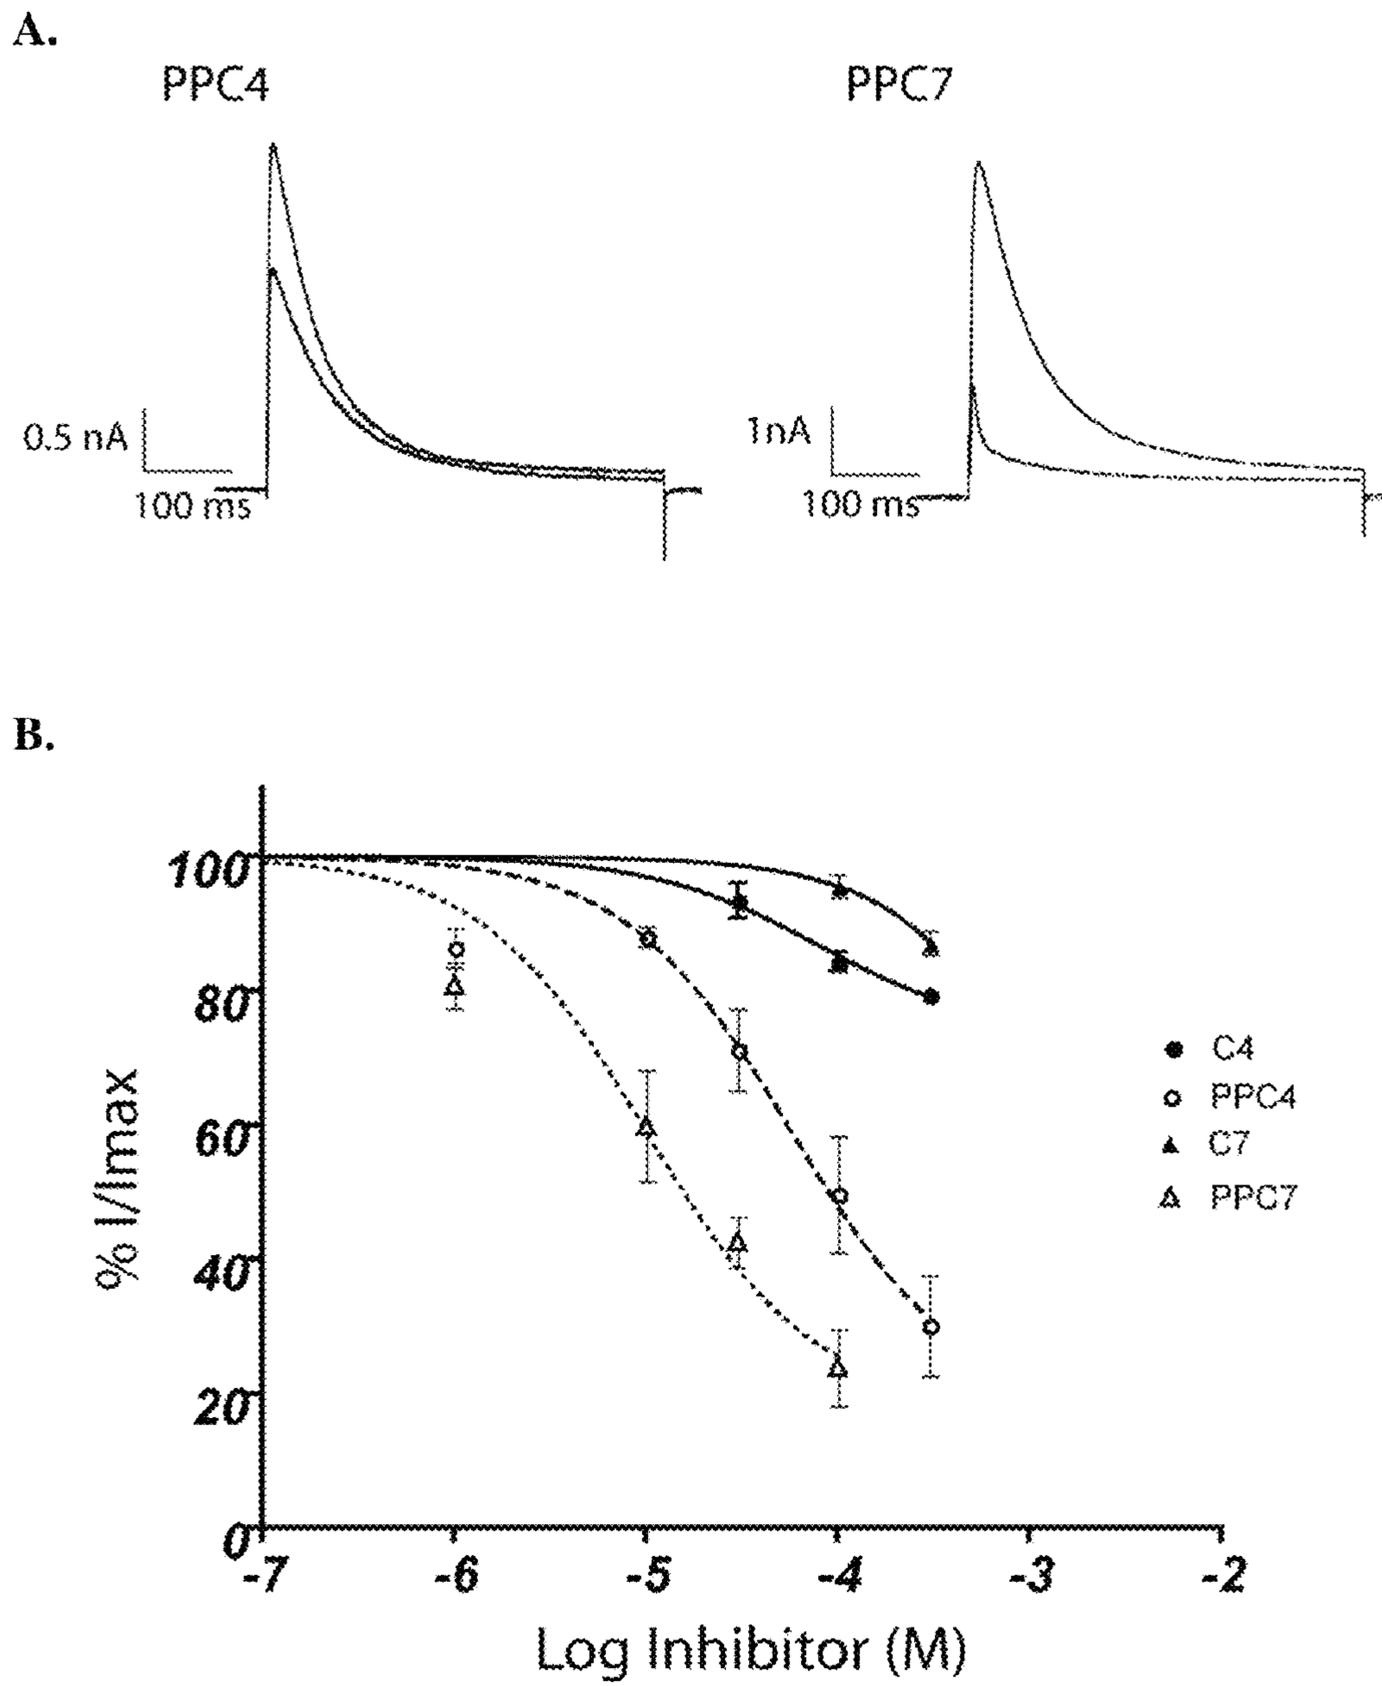 A.
PPC4 PPC7
0.5 nA 1nA
100 ms 100 ms
B.
100
80
60
40
20
0
% I/Imax
-7 -6 -5 -4 -3 -2
Log Inhibitor (M)
C4
PPC4
C7
PPC7